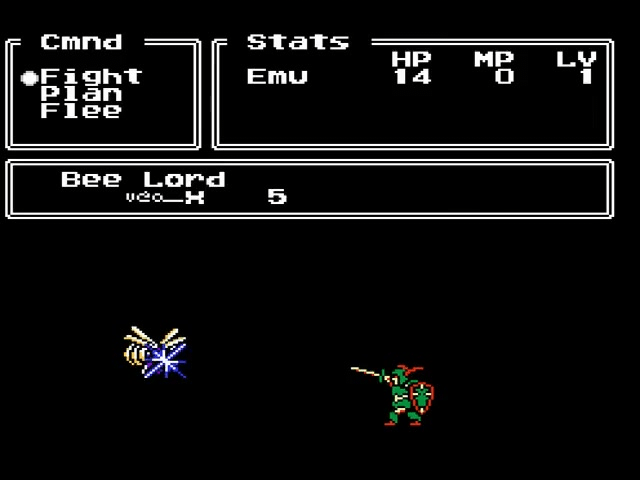 Cmnd
Stats
HP MP LV
Fight
Plan
Flee
Emu 14 0 1
Bee Lord
5